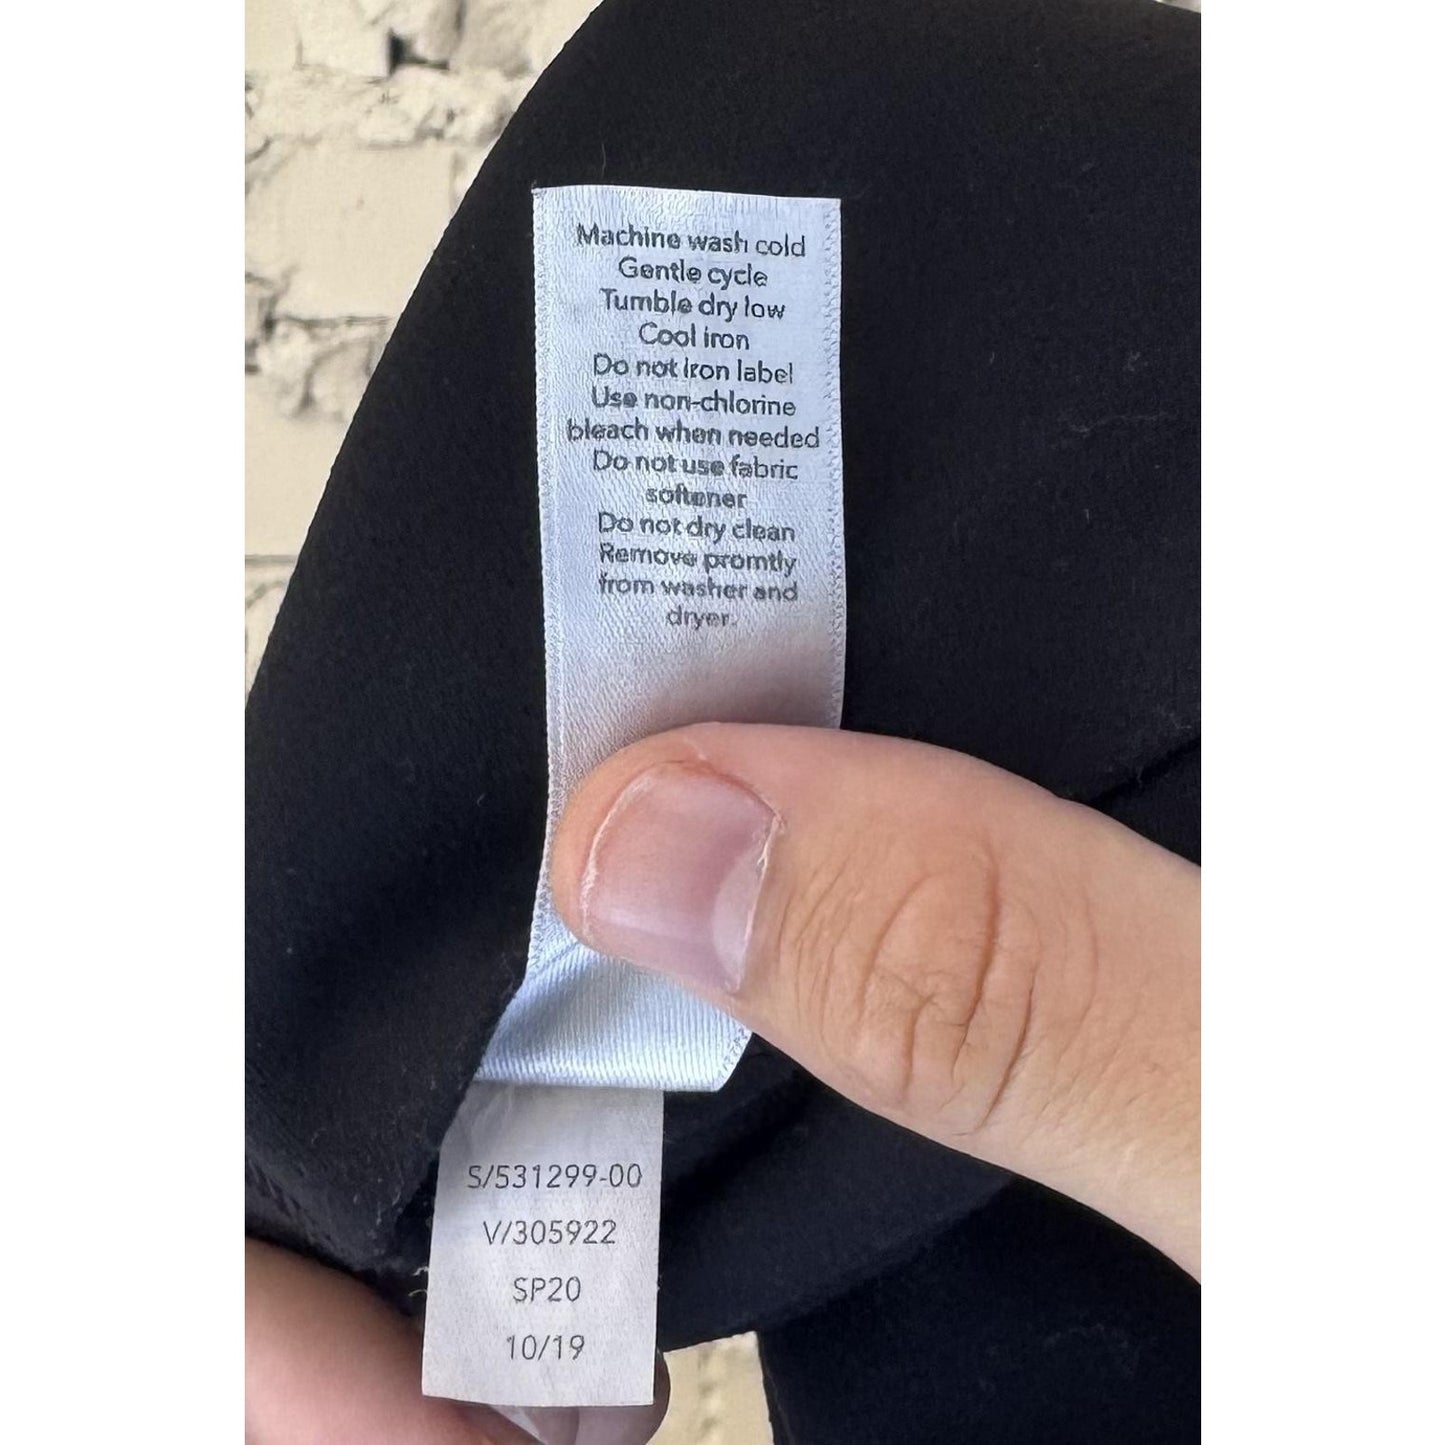 Machine wash cold
Gentle cycle
Tumble dry low
Cool iron
Do not iron label
Use non-chlorine
bleach when needed
Do not use fabric
softener
Do not dry clean
Remove promtly
from washer and
dryer.
S/531299-00
V/305922
SP20
10/19